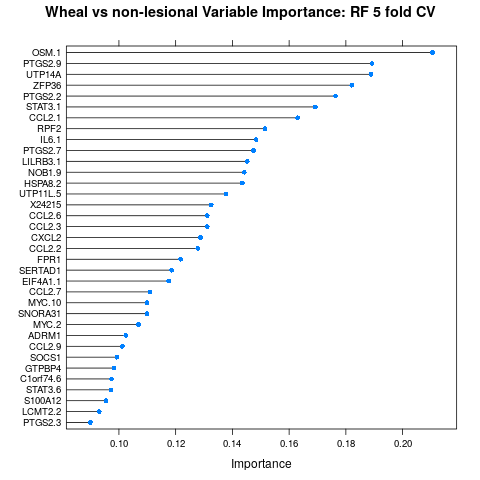 Wheal vs non-lesional Variable Importance: RF 5 fold CV
OSM.1
PTGS2.9
UTP14A
ZFP36
PTGS2.2
STAT3.1
CCL2.1
RPF2
IL6.1
PTGS2.7
LILRB3.1
NOB1.9
HSPA8.2
UTP11L.5
X24215
CCL2.6
CCL2.3
CXCL2
CCL2.2
FPR1
SERTAD1
EIF4A1.1
CCL2.7
MYC.10
SNORA31
MYC.2
ADRM1
CCL2.9
SOCS1
GTPBP4
C1orf74.6
STAT3.6
S100A12
LCMT2.2
PTGS2.3
0.10 0.12 0.14 0.16 0.18 0.20
Importance